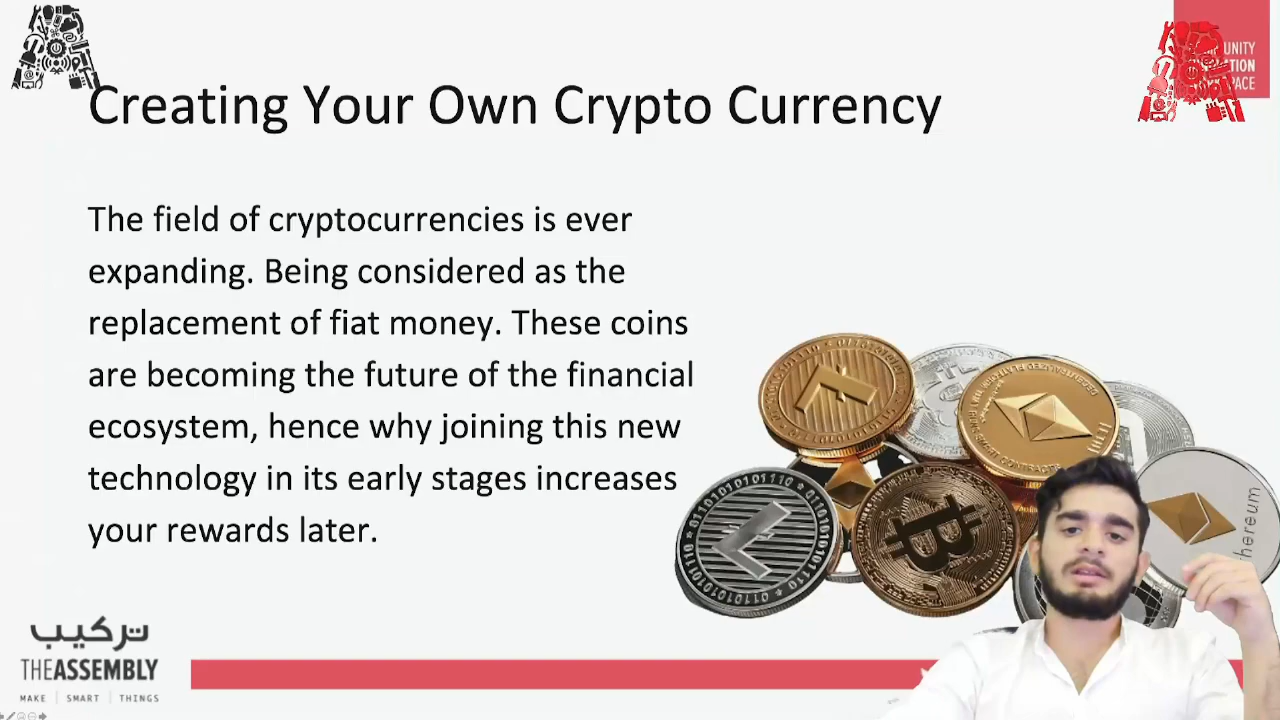 Creating Your Own Crypto Currency
The field of cryptocurrencies is ever
expanding. Being considered as the
replacement of fiat money. These coins
are becoming the future of the financial
ecosystem, hence why joining this new
technology in its early stages increases
your rewards later.
تركيب
THEASSEMBLY
MAKE | SMART | THINGS